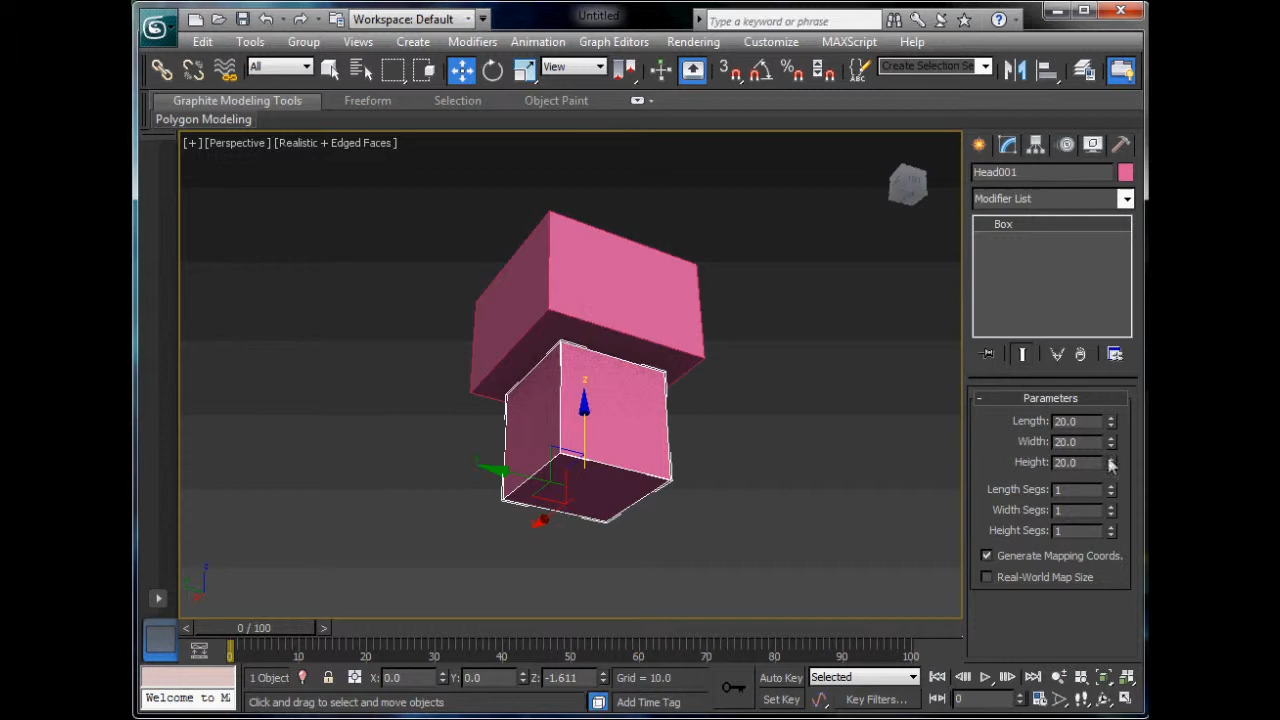 Workspace: Default
Untitled
Type a keyword or phrase
Edit Tools Group Views Create Modifiers Animation Graph Editors Rendering Customize MAXScript Help
All
View
3
Create Selection Se
Graphite Modeling Tools Freeform Selection Object Paint
Polygon Modeling
[+] [Perspective] [Realistic + Edged Faces]
Head001
Modifier List
Box
Parameters
Length: 20.0
Width: 20.0
Height: 20.0
Length Segs: 1
Width Segs: 1
Height Segs: 1
Generate Mapping Coords.
Real-World Map Size
z
z
< 0 / 100 >
0 10 20 30 40 50 60 70 80 90 100
1 Object X: 0.0 Y: 0.0 Z: -1.611 Grid = 10.0 Auto Key Selected
Welcome to M
Click and drag to select and move objects Add Time Tag Set Key Key Filters... 0